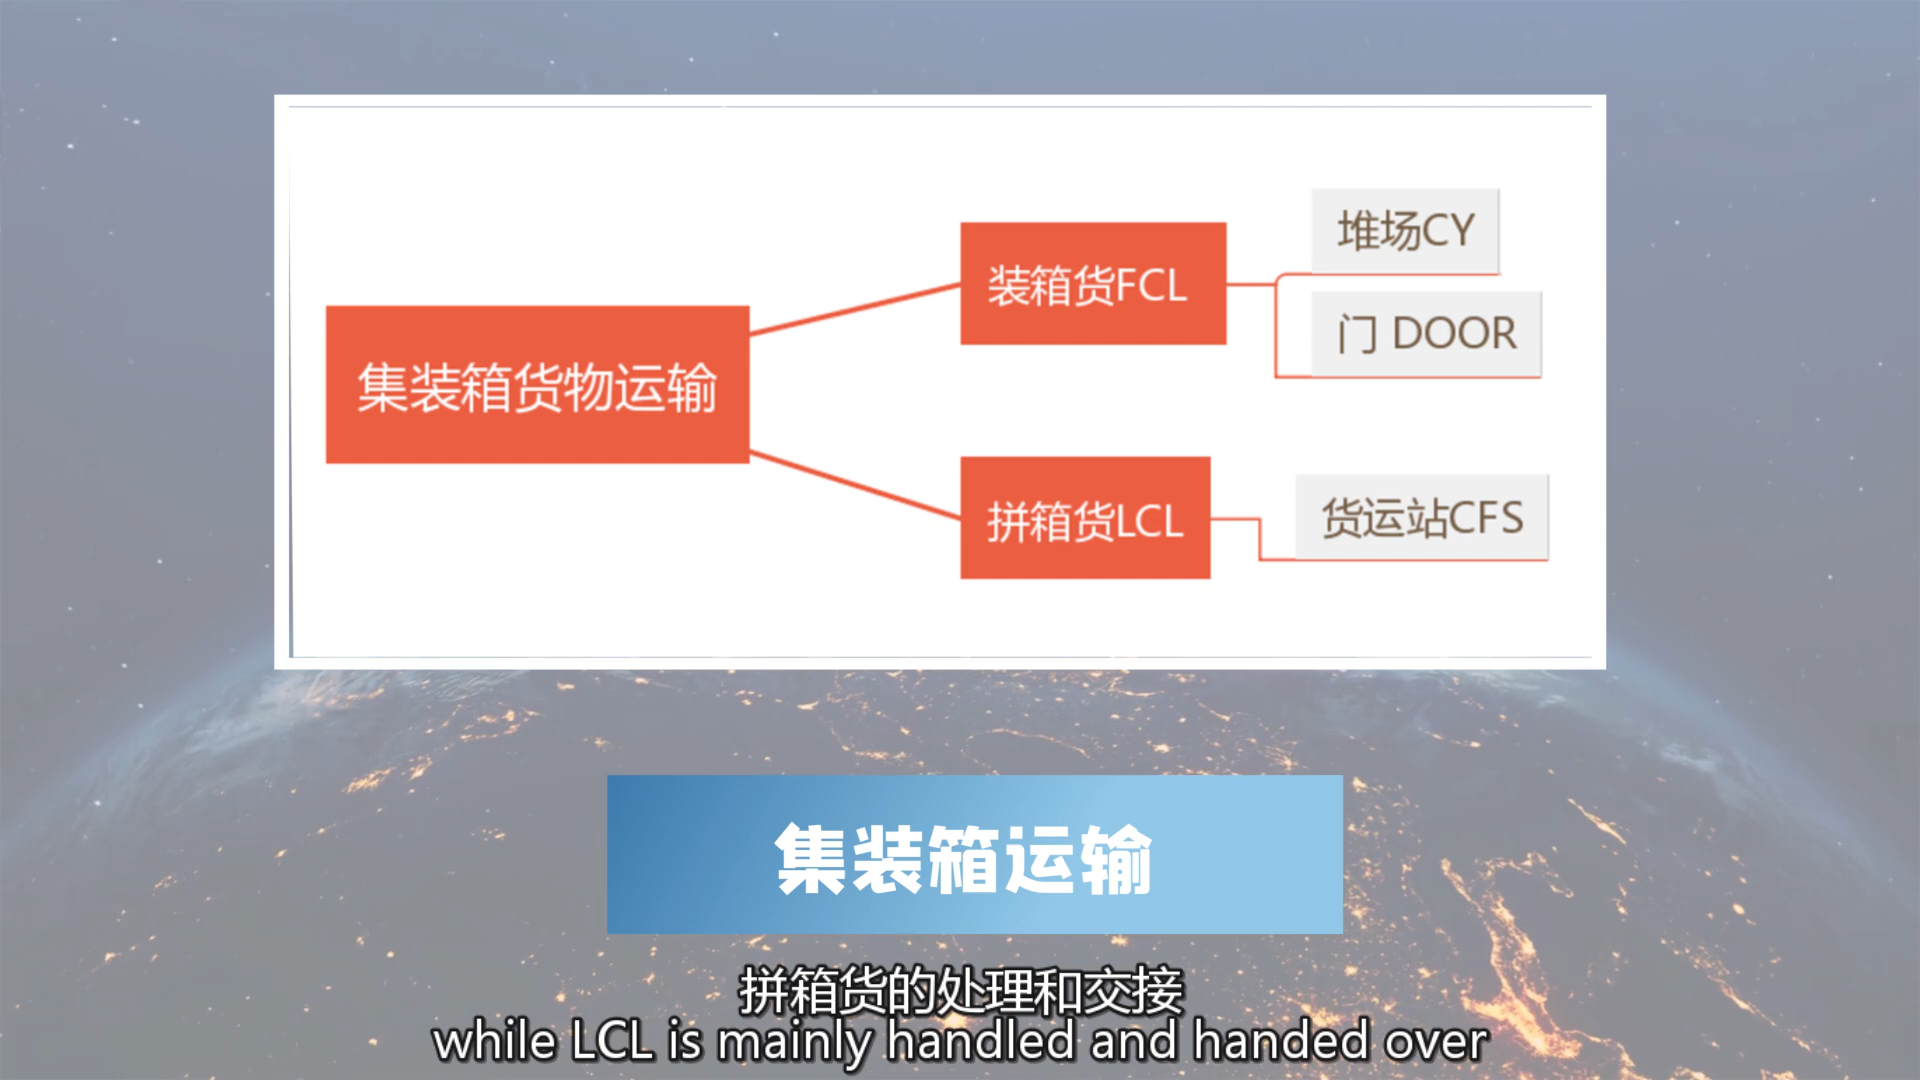 集装箱货物运输
装箱货FCL
堆场CY
门 DOOR
拼箱货LCL
货运站CFS
集装箱运输
拼箱货的处理和交接
while LCL is mainly handled and handed over